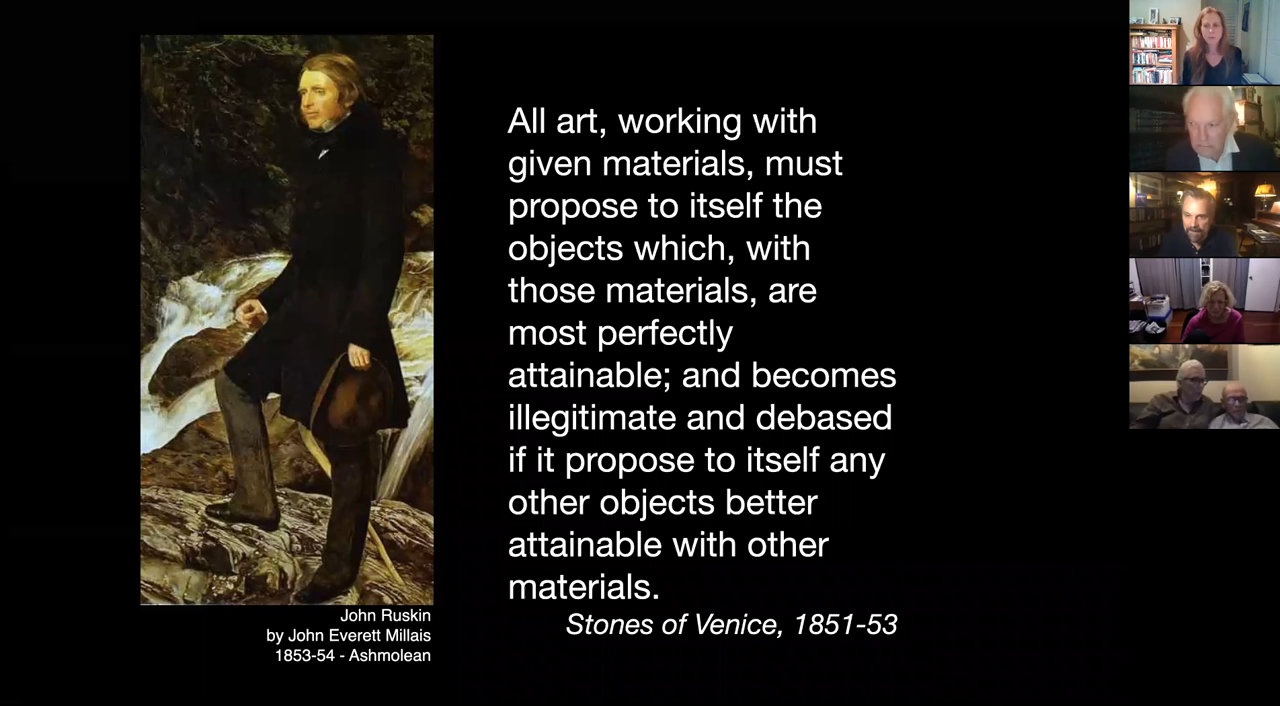 All art, working with
given materials, must
propose to itself the
objects which, with
those materials, are
most perfectly
attainable; and becomes
illegitimate and debased
if it propose to itself any
other objects better
attainable with other
materials.
Stones of Venice, 1851-53
John Ruskin
by John Everett Millais
1853-54 - Ashmolean